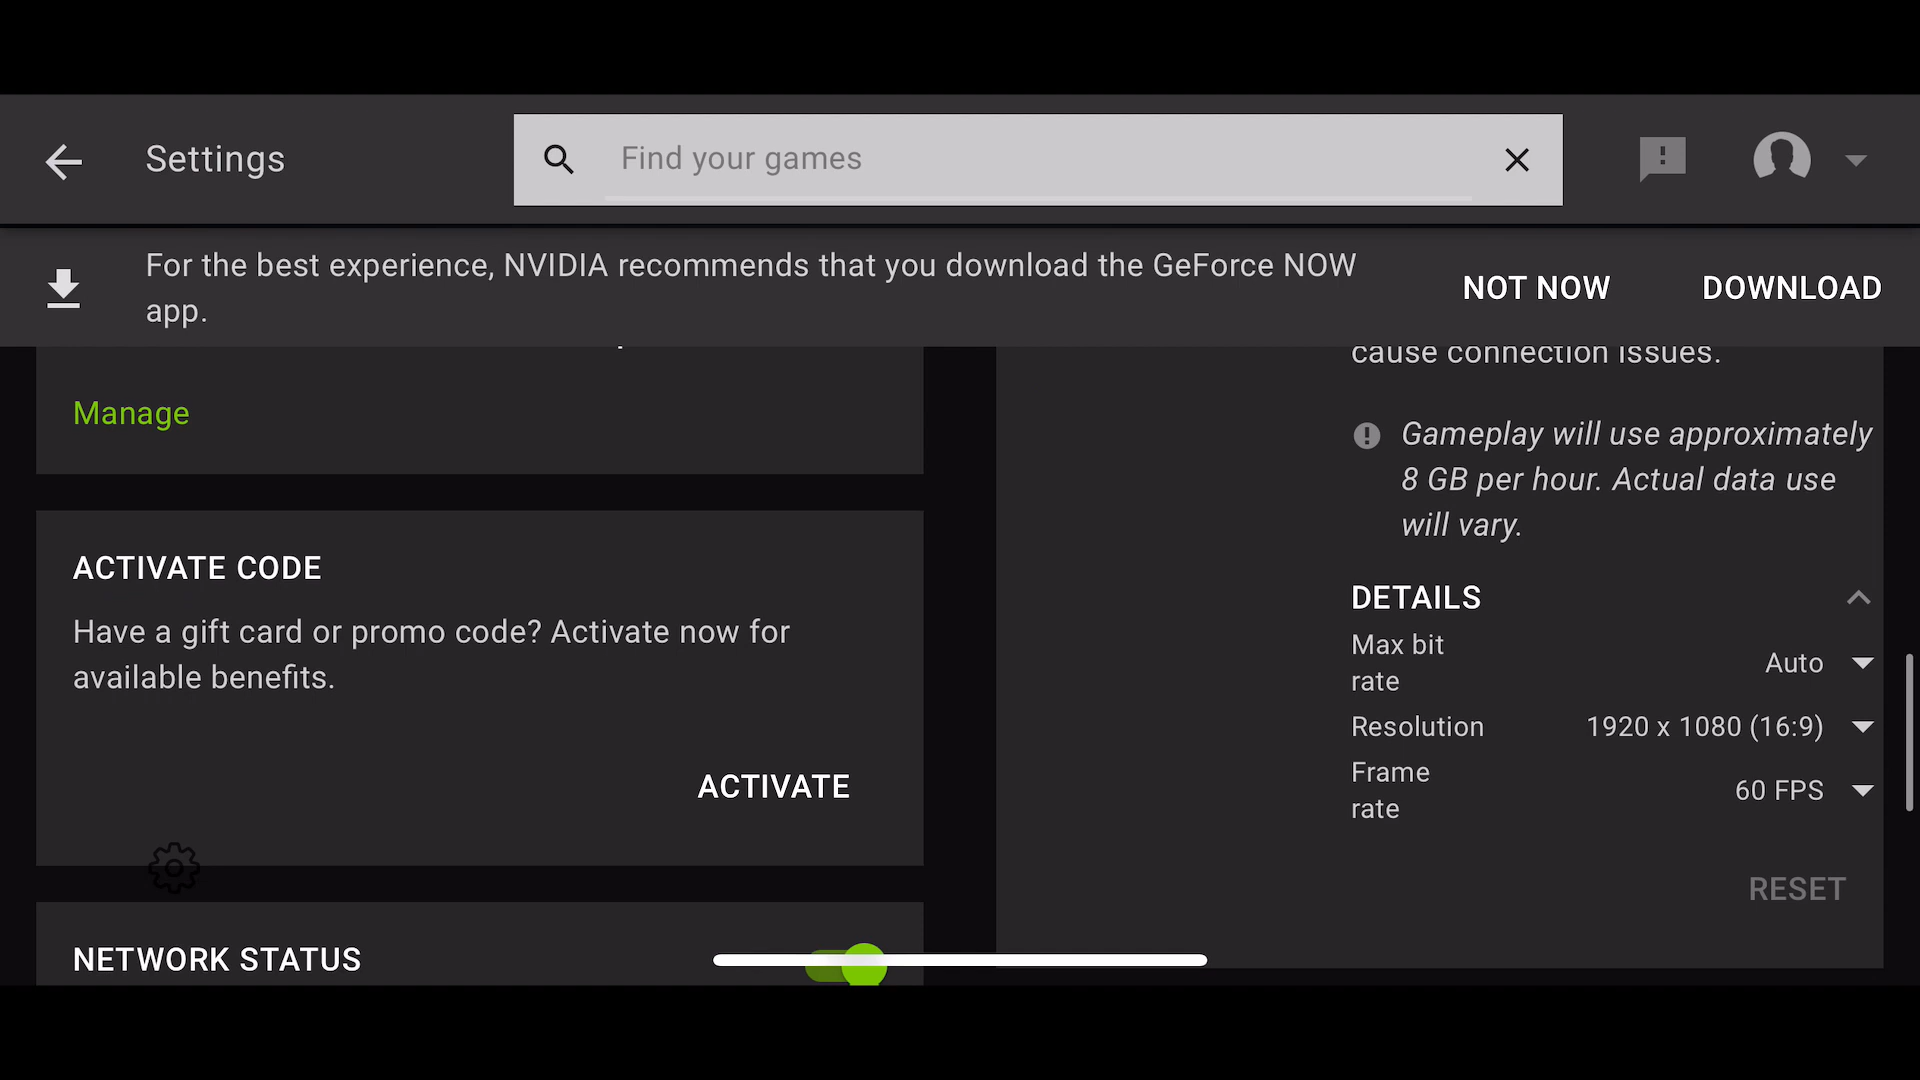 Settings
Find your games
For the best experience, NVIDIA recommends that you download the GeForce NOW
app.
NOT NOW
DOWNLOAD
Manage
ACTIVATE CODE
Have a gift card or promo code? Activate now for
available benefits.
ACTIVATE
NETWORK STATUS
cause connection issues.
Gameplay will use approximately
8 GB per hour. Actual data use
will vary.
DETAILS
Max bit
rate
Auto
Resolution
1920 x 1080 (16:9)
Frame
rate
60 FPS
RESET